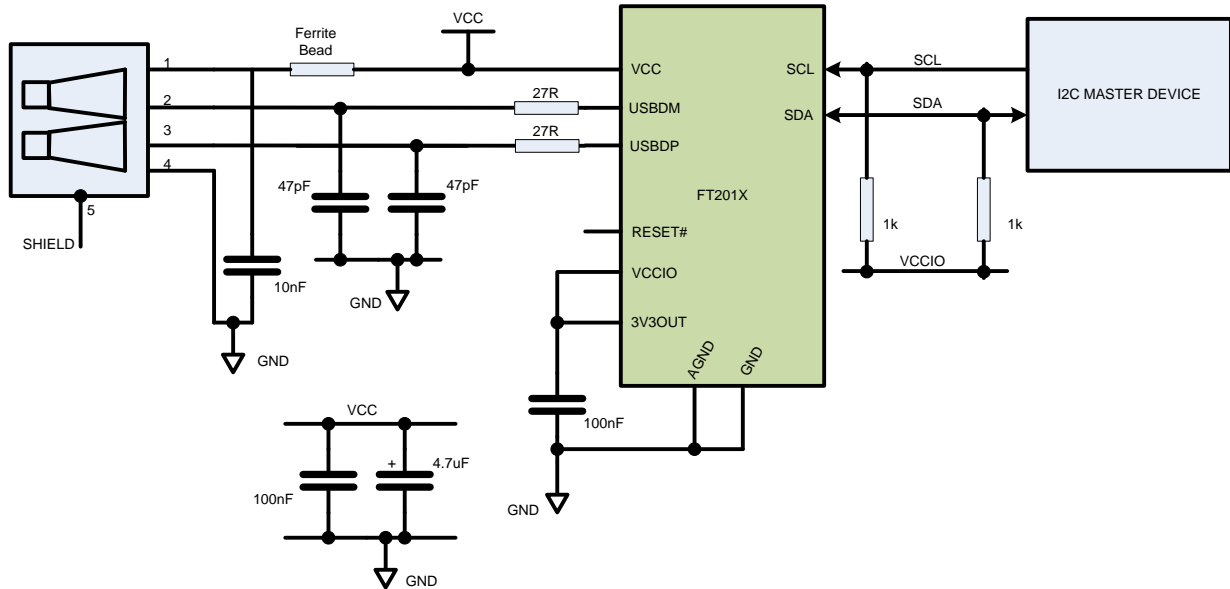 Ferrite
Bead
VCC
1
2
3
4
5
SHIELD
27R
27R
47pF
47pF
10nF
GND
GND
VCC
USBDM
USBDP
FT201X
RESET#
VCCIO
3V3OUT
AGND
GND
SCL
SDA
SCL
SDA
I2C MASTER DEVICE
1k
1k
VCCIO
100nF
GND
VCC
100nF
+
4.7uF
GND